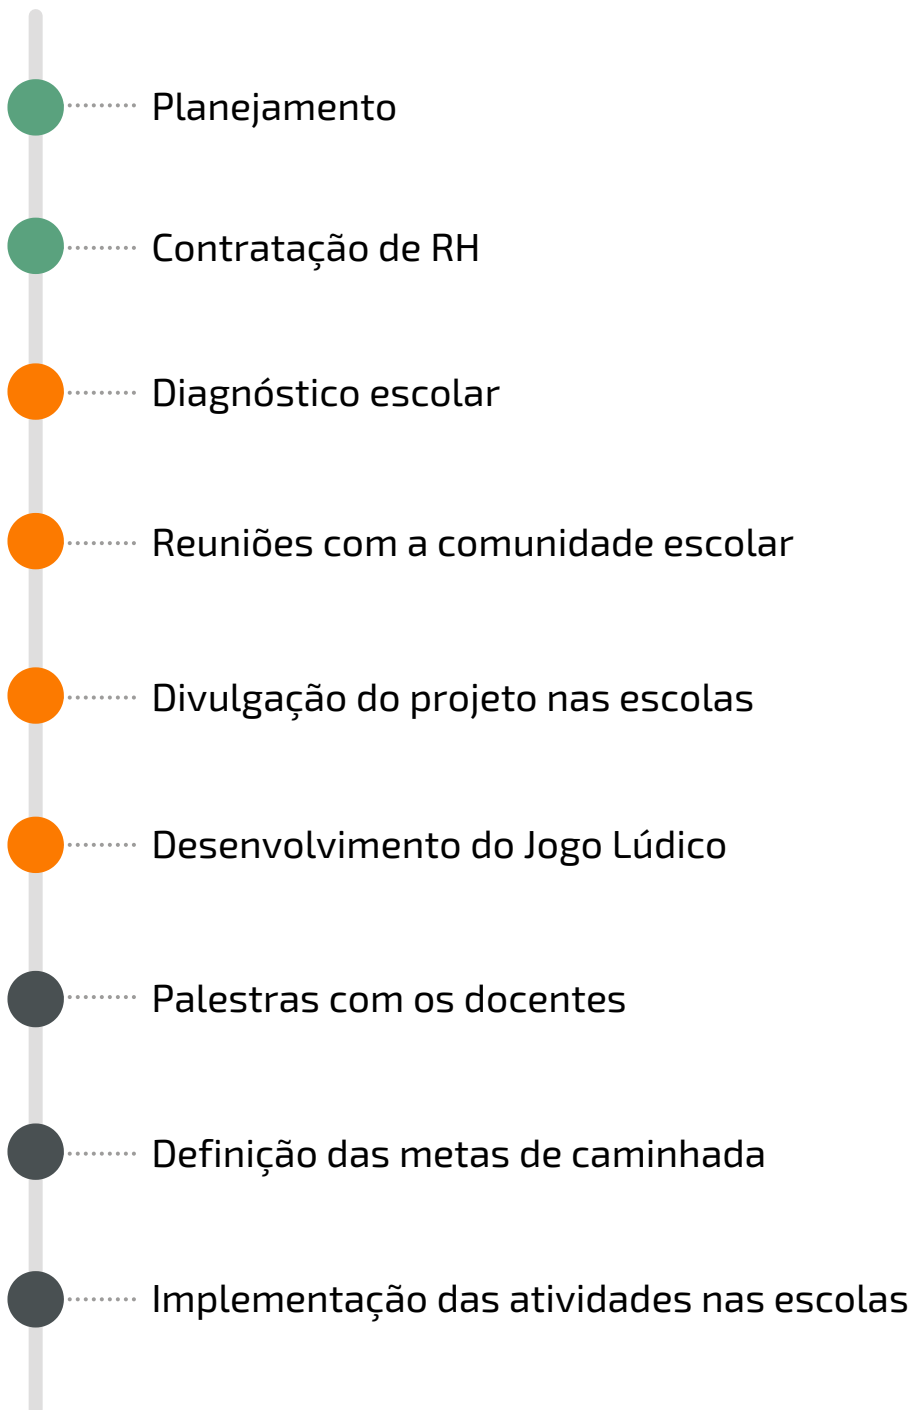 Planejamento
Contratação de RH
Diagnóstico escolar
Reuniões com a comunidade escolar
Divulgação do projeto nas escolas
Desenvolvimento do Jogo Lúdico
Palestras com os docentes
Definição das metas de caminhada
Implementação das atividades nas escolas